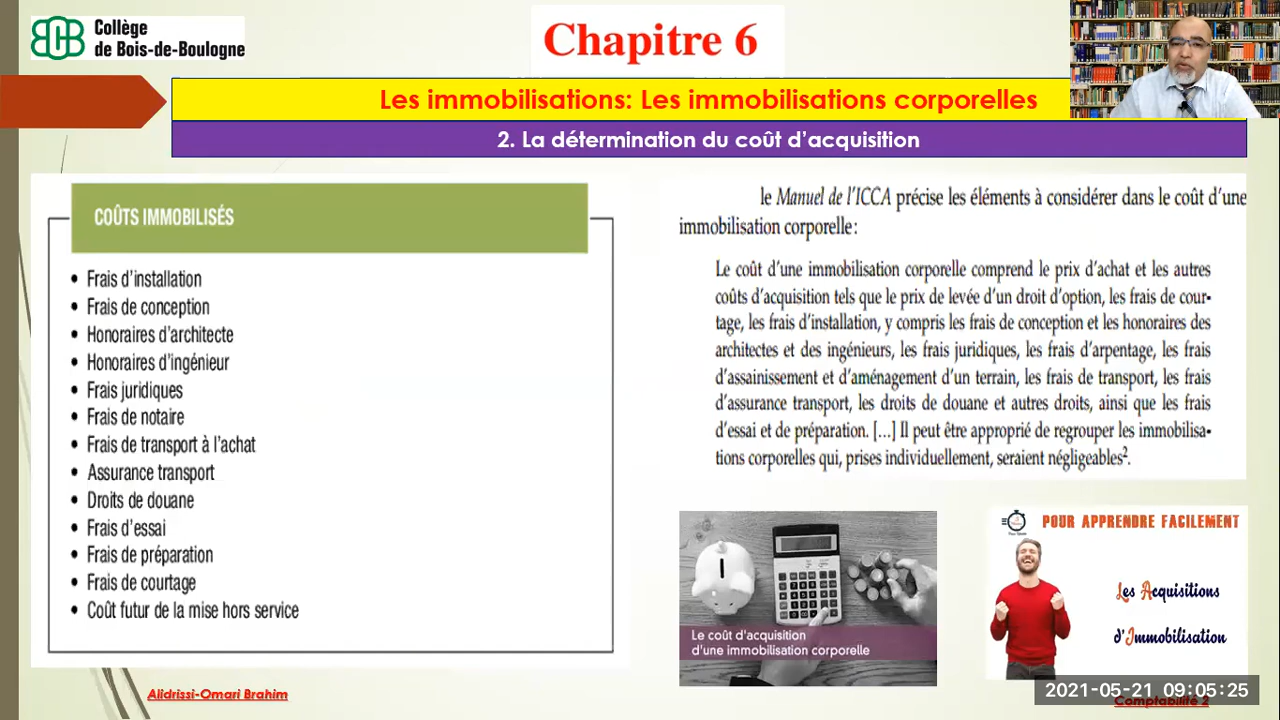 Collège
de Bois-de-Boulogne
Chapitre 6
Les immobilisations: Les immobilisations corporelles
2. La détermination du coût d'acquisition
COÛTS IMMOBILISÉS
• Frais d'installation
• Frais de conception
• Honoraires d'architecte
• Honoraires d'ingénieur
• Frais juridiques
• Frais de notaire
• Frais de transport à l'achat
• Assurance transport
• Droits de douane
• Frais d'essai
• Frais de préparation
• Frais de courtage
• Coût futur de la mise hors service
le Manuel de l'ICCA précise les éléments à considérer dans le coût d'une
immobilisation corporelle:
Le coût d'une immobilisation corporelle comprend le prix d'achat et les autres
coûts d'acquisition tels que le prix de levée d'un droit d'option, les frais de cour-
tage, les frais d'installation, y compris les frais de conception et les honoraires des
architectes et des ingénieurs, les frais juridiques, les frais d'arpentage, les frais
d'assainissement et d'aménagement d'un terrain, les frais de transport, les frais
d'assurance transport, les droits de douane et autres droits, ainsi que les frais
d'essai et de préparation. [...] Il peut être approprié de regrouper les immobilisa-
tions corporelles qui, prises individuellement, seraient négligeables².
Le coût d'acquisition
d'une immobilisation corporelle
POUR APPRENDRE FACILEMENT
Les Acquisitions
d'Immobilisation
Alidrissi-Omari Brahim
2021-05-21 09:05:25
Comptabilité 2